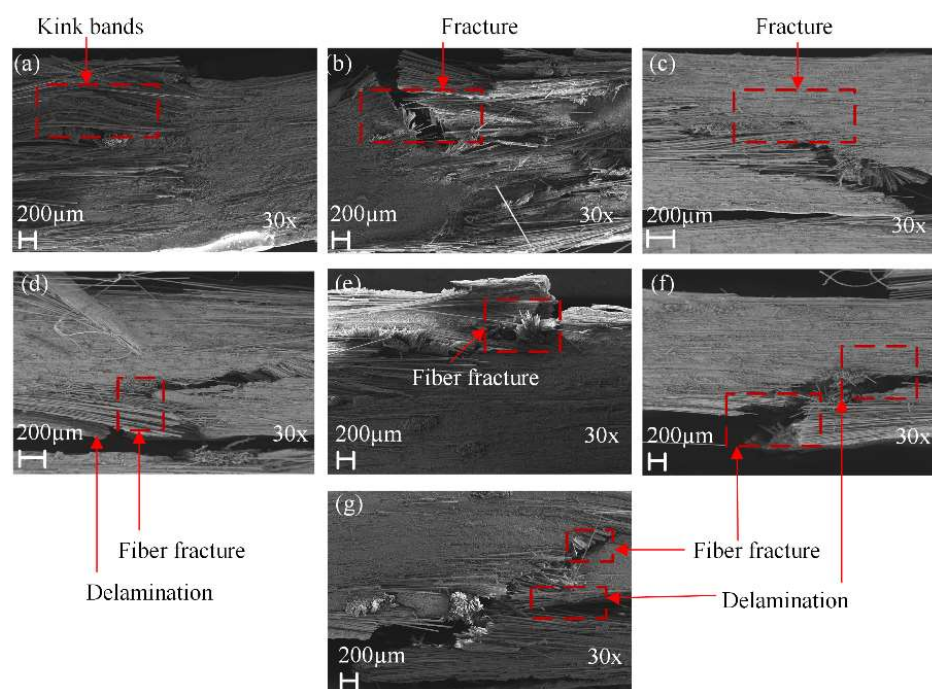 Kink bands
Fracture
Fracture
(a)
(b)
(c)
200μm
30x
200μm
30x
200μm
30x
(d)
(e)
(f)
Fiber fracture
200μm
30x
200μm
30x
200μm
30x
(g)
Fiber fracture
Fiber fracture
Delamination
Delamination
200μm
30x